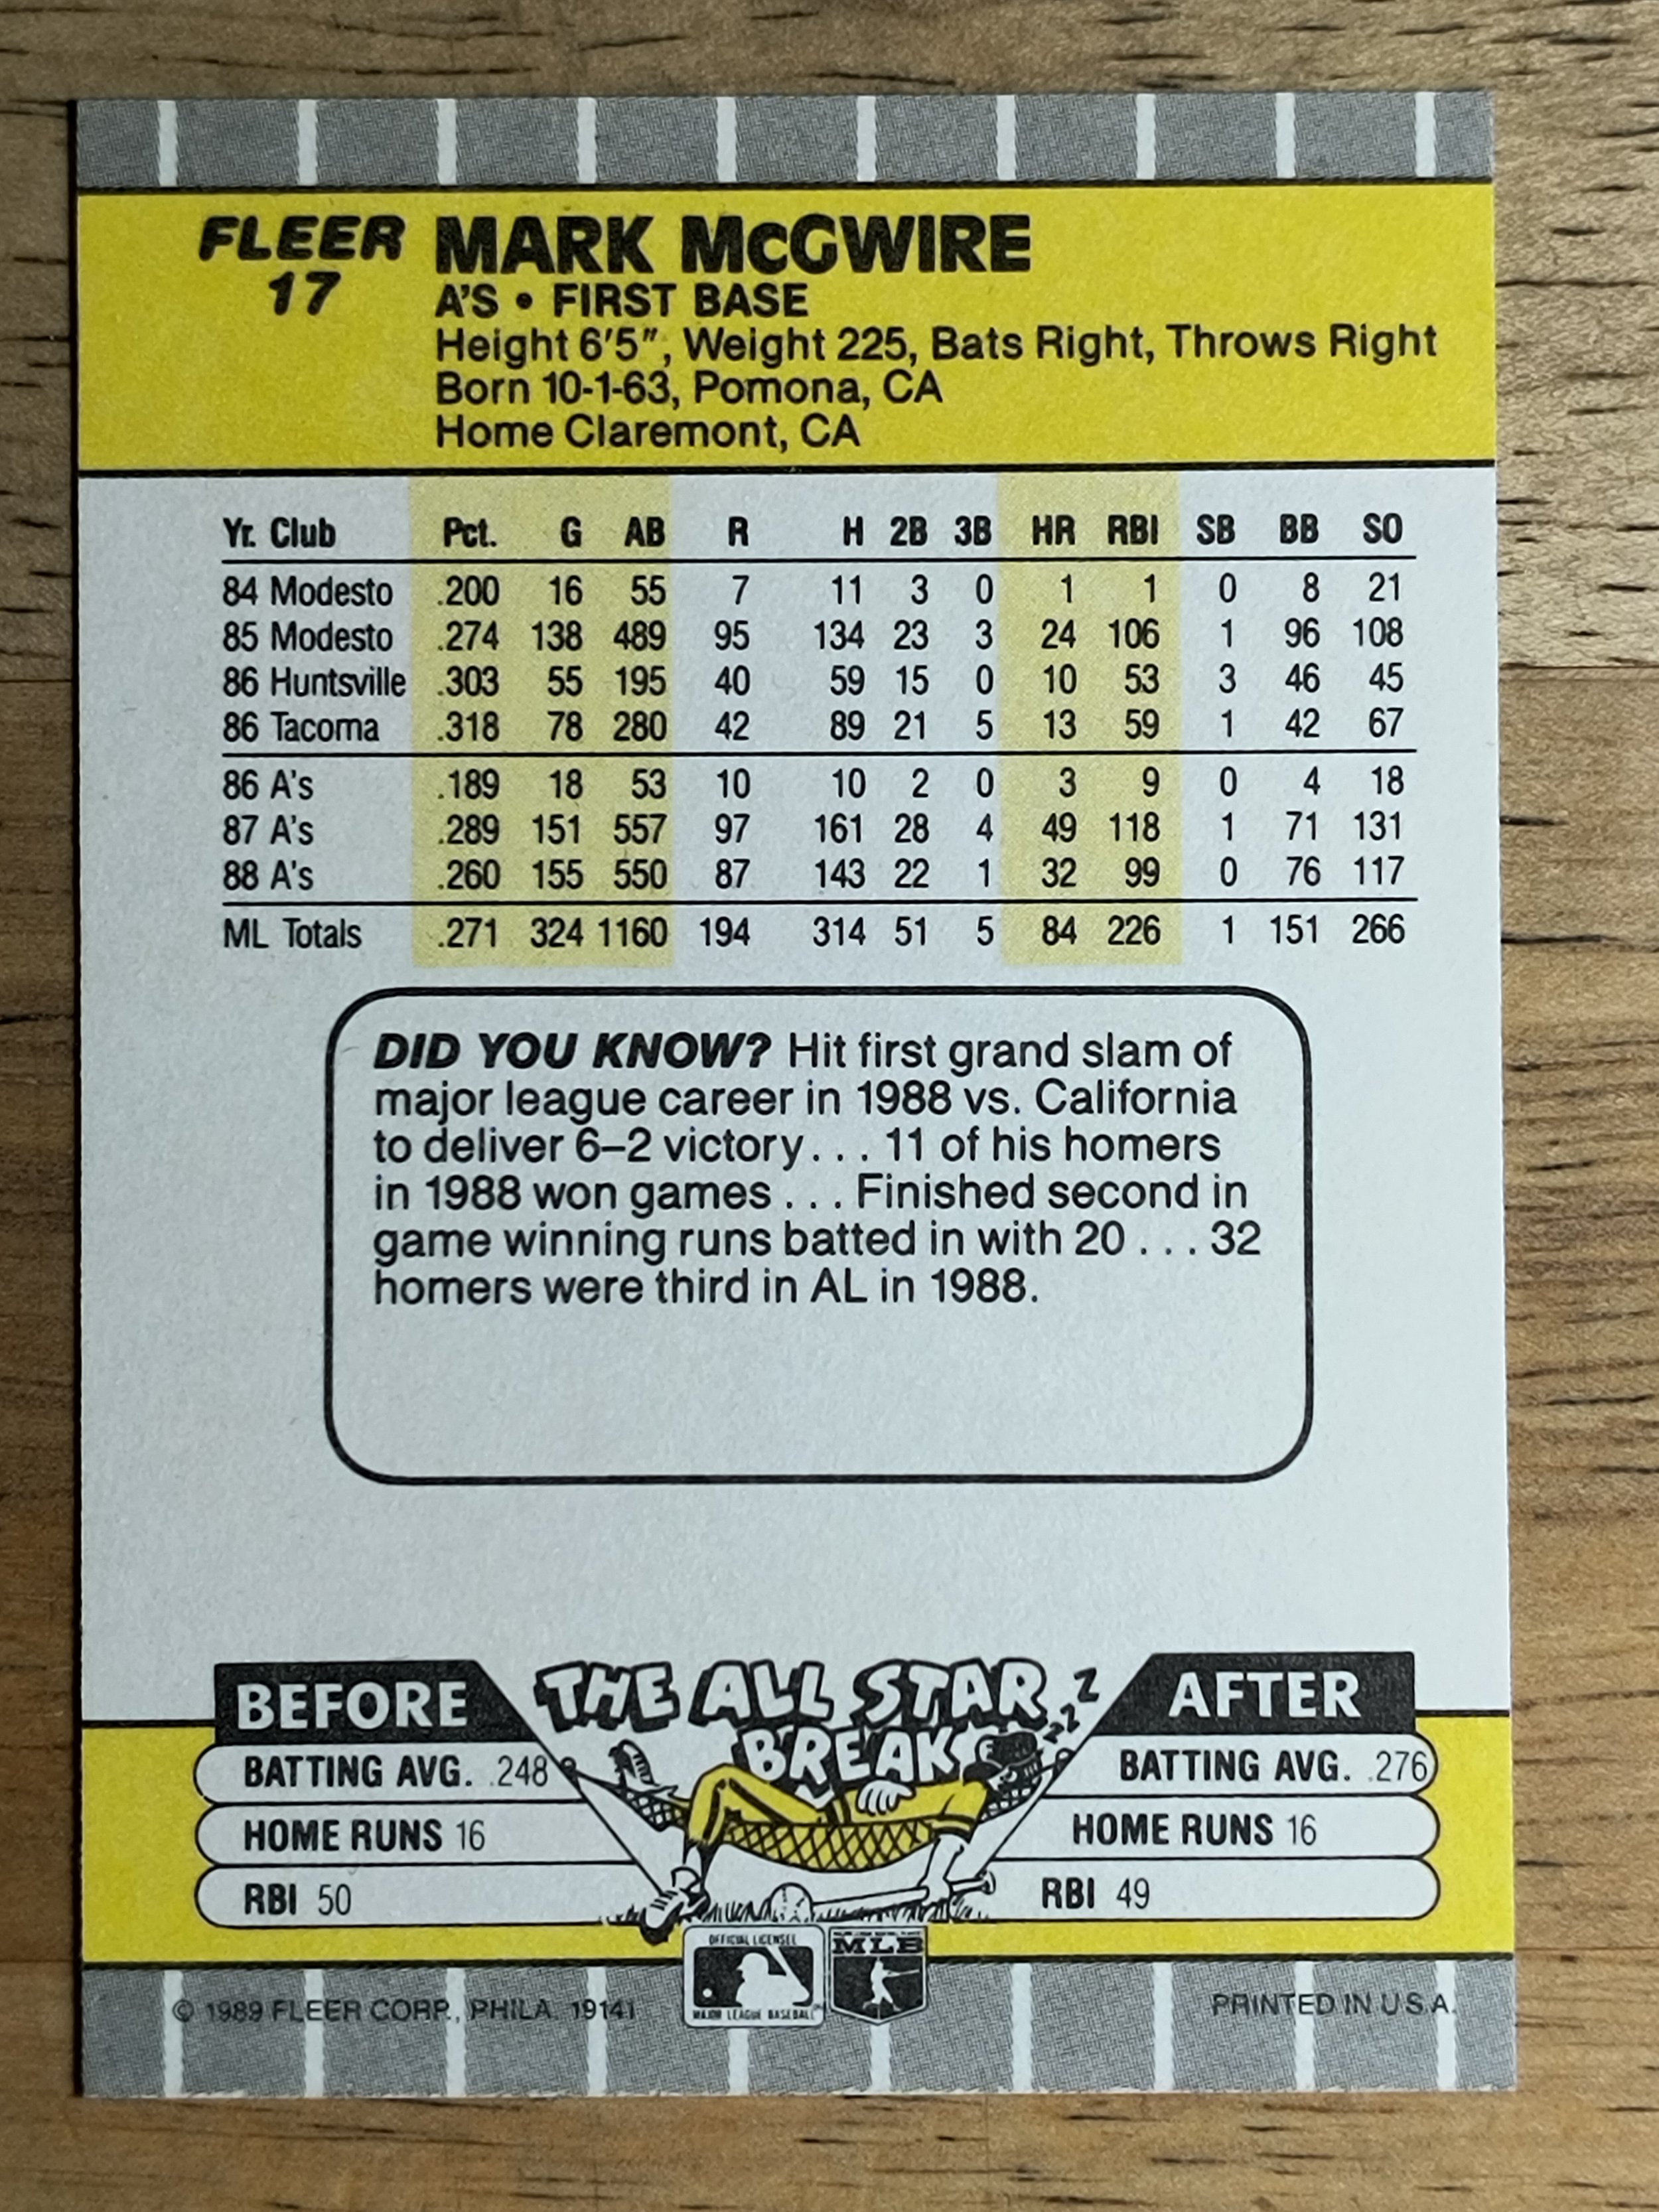 FLEER MARK McGWIRE
17 A'S • FIRST BASE
Height 6'5", Weight 225, Bats Right, Throws Right
Born 10-1-63, Pomona, CA
Home Claremont, CA
Yr. Club Pct. G AB R H 2B 3B HR RBI SB BB SO
84 Modesto .200 16 55 7 11 3 0 1 1 0 8 21
85 Modesto .274 138 489 95 134 23 3 24 106 1 96 108
86 Huntsville .303 55 195 40 59 15 0 10 53 3 46 45
86 Tacoma .318 78 280 42 89 21 5 13 59 1 42 67
86 A's .189 18 53 10 10 2 0 3 9 0 4 18
87 A's .289 151 557 97 161 28 4 49 118 1 71 131
88 A's .260 155 550 87 143 22 1 32 99 0 76 117
ML Totals .271 324 1160 194 314 51 5 84 226 1 151 266
DID YOU KNOW? Hit first grand slam of
major league career in 1988 vs. California
to deliver 6–2 victory . . . 11 of his homers
in 1988 won games . . . Finished second in
game winning runs batted in with 20 . . . 32
homers were third in AL in 1988.
BEFORE THE ALL STAR BREAK AFTER
ZZZZ
F
BATTING AVG. .248 BATTING AVG. .276
HOME RUNS 16 HOME RUNS 16
RBI 50 RBI 49
OFFICIAL LICENSEE
MAJOR LEAGUE BASEBALL
MLB
© 1989 FLEER CORP., PHILA. 19141 PRINTED IN U.S.A.